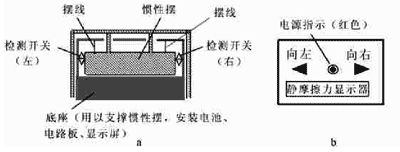 摆线
惯性摆
摆线
检测开关
(左)
检测开关
(右)
底座(用以支撑惯性摆，安装电池、
电路板、显示屏)
a
电源指示(红色)
向左
向右
静摩擦力显示器
b